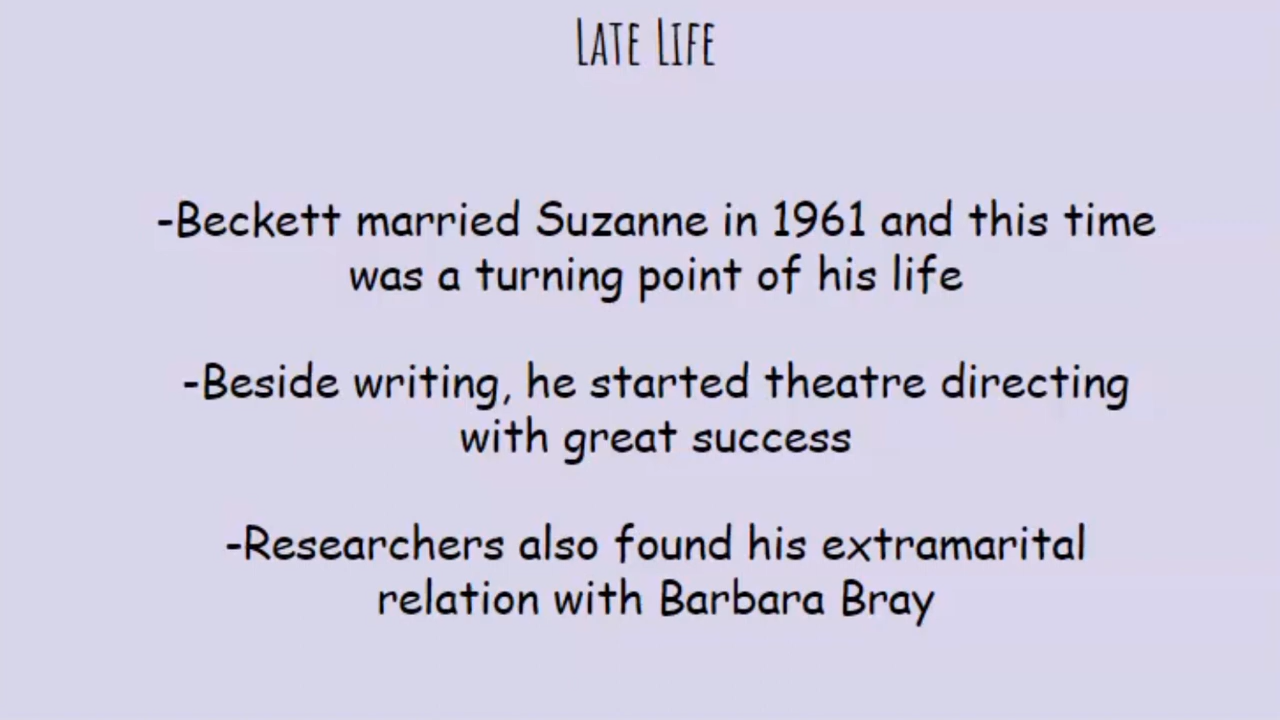 Late Life
-Beckett married Suzanne in 1961 and this time
was a turning point of his life
-Beside writing, he started theatre directing
with great success
-Researchers also found his extramarital
relation with Barbara Bray